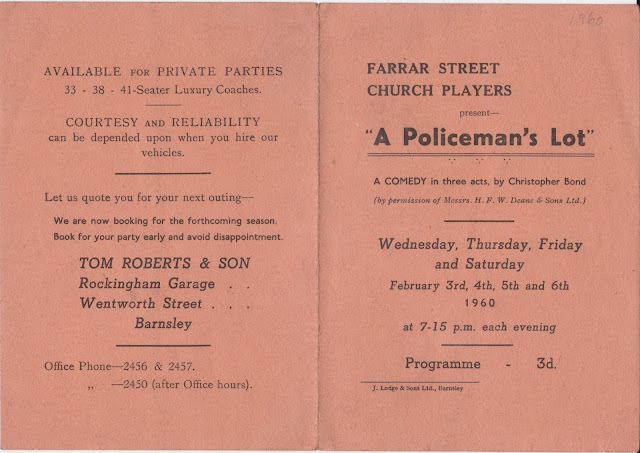 AVAILABLE FOR PRIVATE PARTIES
33 - 38 - 41-Seater Luxury Coaches.
COURTESY AND RELIABILITY
can be depended upon when you hire our
vehicles.
Let us quote you for your next outing—
We are now booking for the forthcoming season.
Book for your party early and avoid disappointment.
TOM ROBERTS & SON
Rockingham Garage . .
Wentworth Street . . .
Barnsley
Office Phone—2456 & 2457.
„ —2450 (after Office hours).
1960
FARRAR STREET
CHURCH PLAYERS
present—
"A Policeman's Lot"
A COMEDY in three acts, by Christopher Bond
(by permission of Messrs. H. F. W. Deane & Sons Ltd.)
Wednesday, Thursday, Friday
and Saturday
February 3rd, 4th, 5th and 6th
1960
at 7-15 p.m. each evening
Programme - 3d.
J. Lodge & Sons Ltd., Barnsley